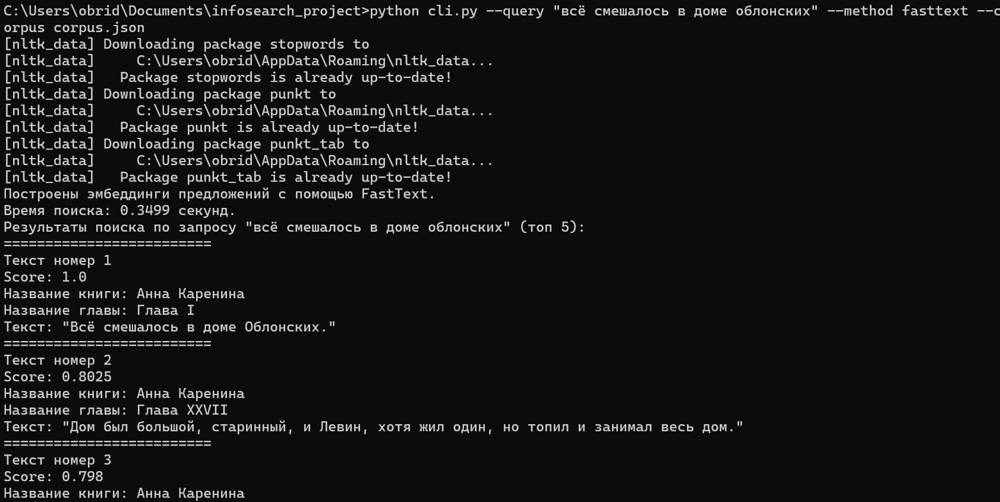 C:\Users\obrid\Documents\infosearch_project>python cli.py --query "всё смешалось в доме облонских" --method fasttext --c
orpus corpus.json
[nltk_data] Downloading package stopwords to
[nltk_data]     C:\Users\obrid\AppData\Roaming\nltk_data...
[nltk_data]   Package stopwords is already up-to-date!
[nltk_data] Downloading package punkt to
[nltk_data]     C:\Users\obrid\AppData\Roaming\nltk_data...
[nltk_data]   Package punkt is already up-to-date!
[nltk_data] Downloading package punkt_tab to
[nltk_data]     C:\Users\obrid\AppData\Roaming\nltk_data...
[nltk_data]   Package punkt_tab is already up-to-date!
Построены эмбеддинги предложений с помощью FastText.
Время поиска: 0.3499 секунд.
Результаты поиска по запросу "всё смешалось в доме облонских" (топ 5):
=========================
Текст номер 1
Score: 1.0
Название книги: Анна Каренина
Название главы: Глава I
Текст: "Всё смешалось в доме Облонских."
=========================
Текст номер 2
Score: 0.8025
Название книги: Анна Каренина
Название главы: Глава XXVII
Текст: "Дом был большой, старинный, и Левин, хотя жил один, но топил и занимал весь дом."
=========================
Текст номер 3
Score: 0.798
Название книги: Анна Каренина